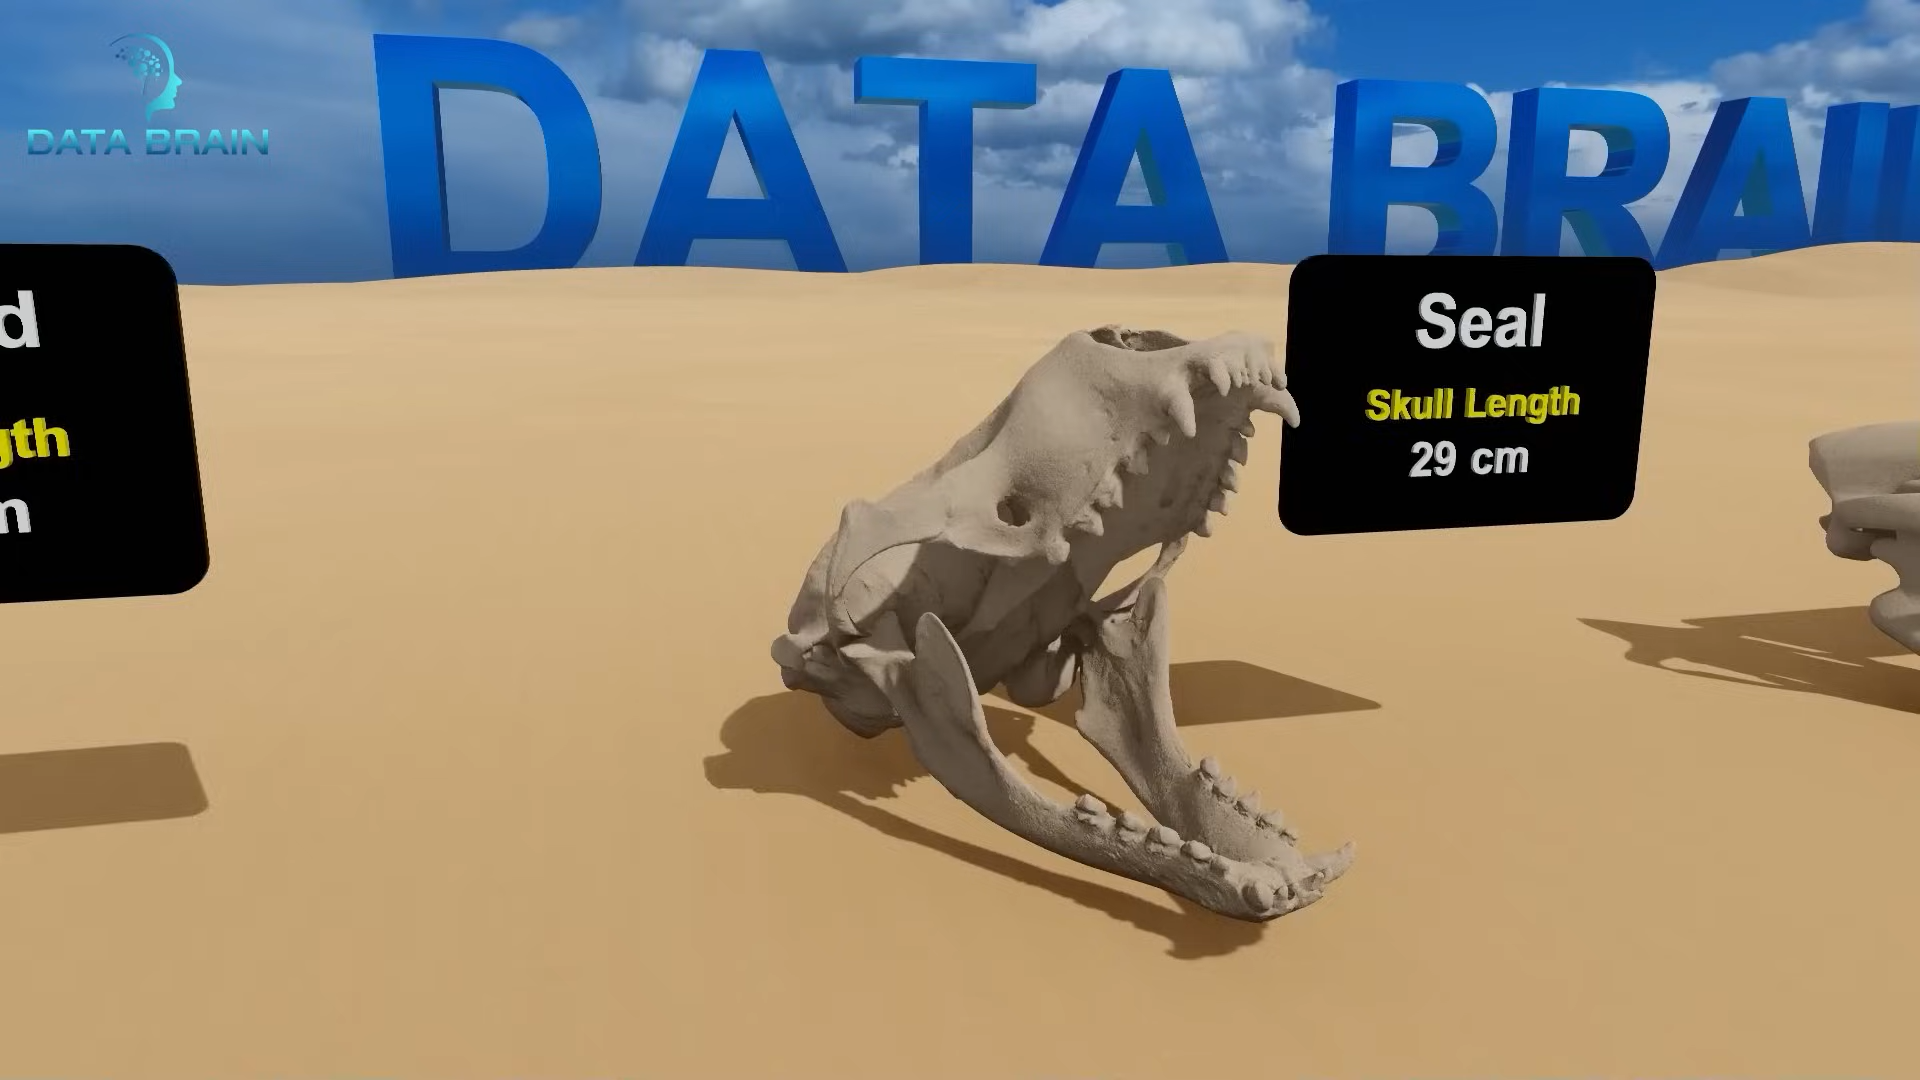 DATA BRAIN
DATA BRAI
d
gth
m
Seal
Skull Length
29 cm